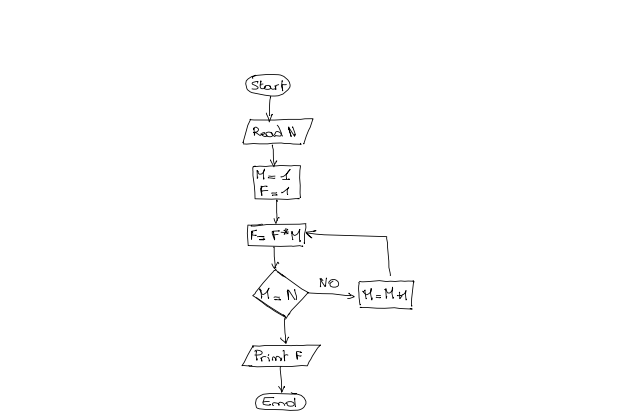 Start
Read N
M = 1
F = 1
F = F * M
M = N
NO
M = M + 1
Print F
End